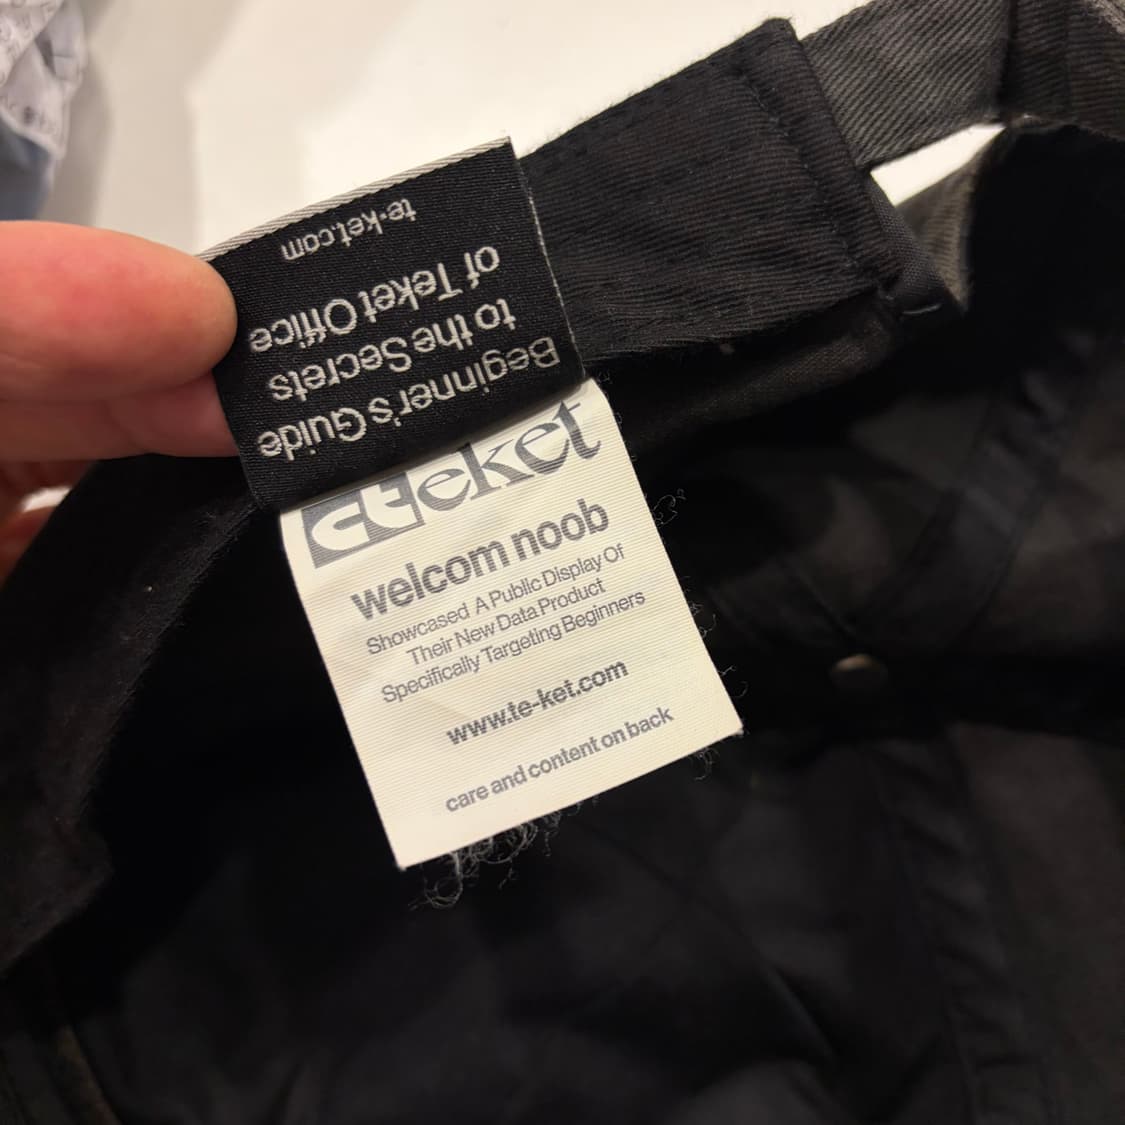 te-ket.com
Beginner's Guide
to the Secrets
of Teket Office
cteket
welcom noob
Showcased A Public Display Of
Their New Data Product
Specifically Targeting Beginners
www.te-ket.com
care and content on back